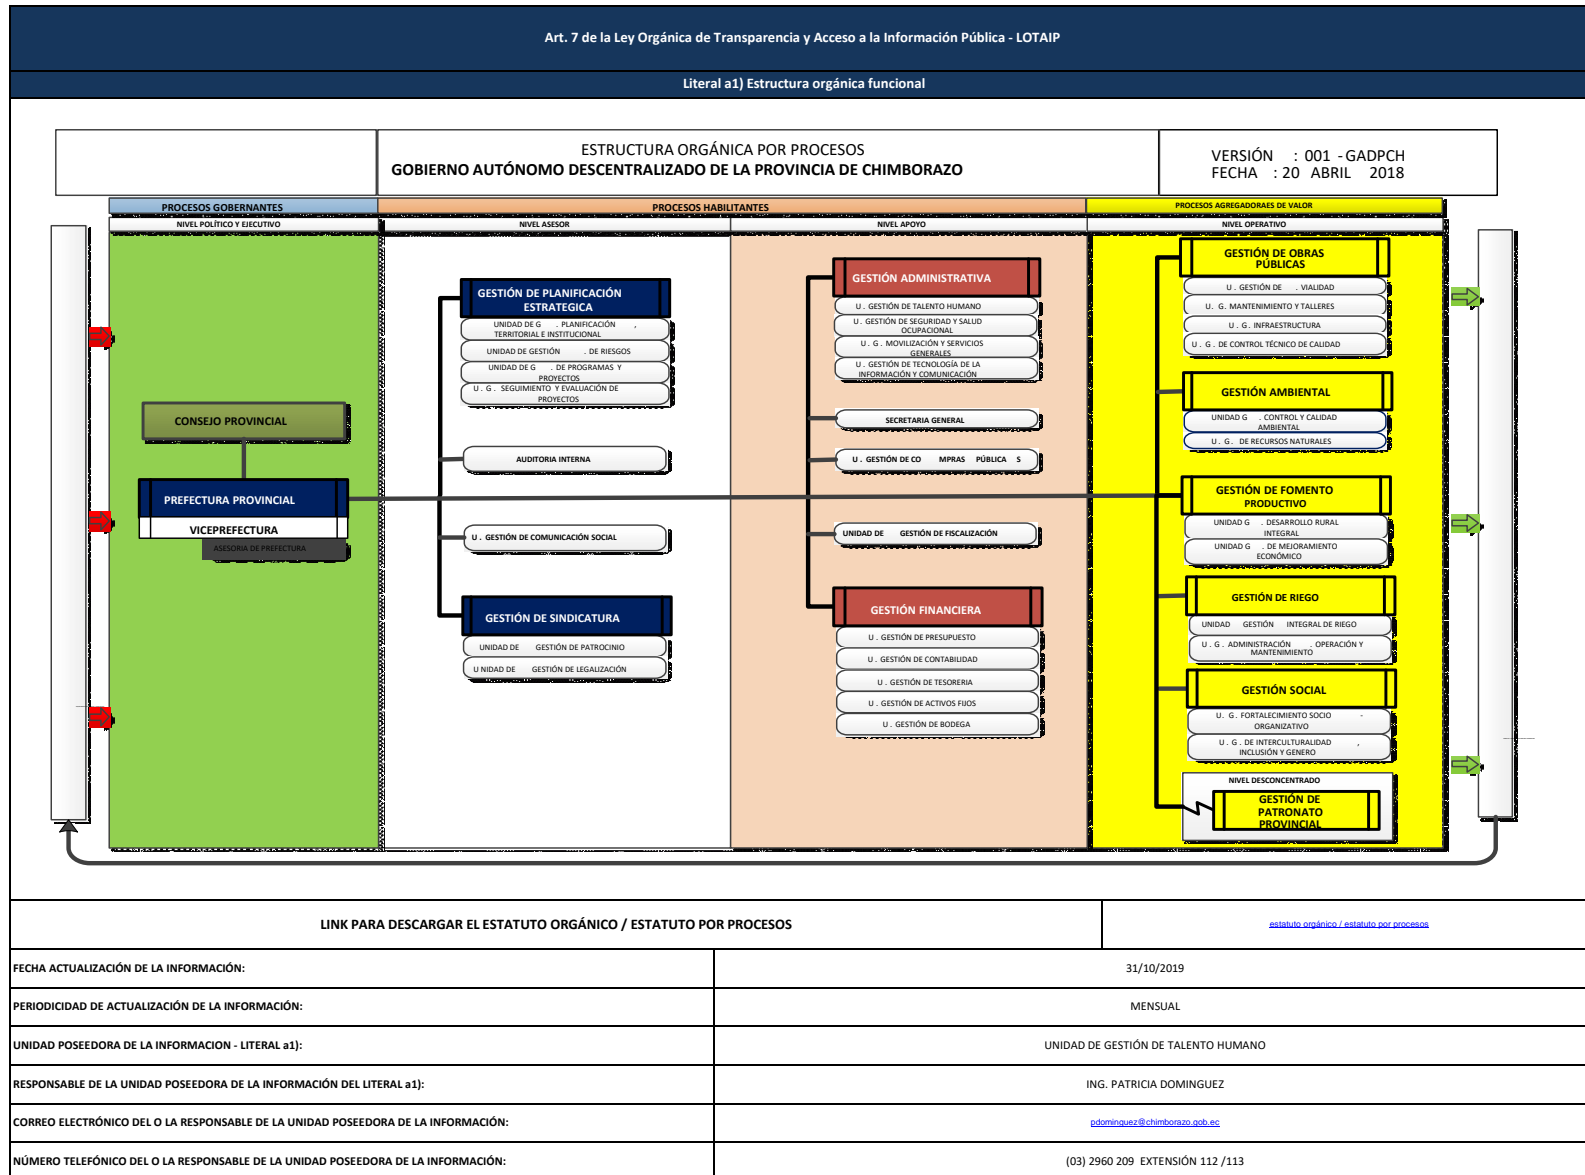 Art. 7 de la Ley Orgánica de Transparencia y Acceso a la Información Pública - LOTAIP
Literal a1) Estructura orgánica funcional
ESTRUCTURA ORGÁNICA POR PROCESOS
GOBIERNO AUTÓNOMO DESCENTRALIZADO DE LA PROVINCIA DE CHIMBORAZO
VERSIÓN : 001 - GADPCH
FECHA : 20 ABRIL 2018
PROCESOS GOBERNANTES
PROCESOS HABILITANTES
PROCESOS AGREGADORAES DE VALOR
NIVEL POLÍTICO Y EJECUTIVO
NIVEL ASESOR
NIVEL APOYO
NIVEL OPERATIVO
CONSEJO PROVINCIAL
PREFECTURA PROVINCIAL
VICEPREFECTURA
ASESORIA DE PREFECTURA
GESTIÓN DE PLANIFICACIÓN
ESTRATEGICA
UNIDAD DE G . PLANIFICACIÓN ,
TERRITORIAL E INSTITUCIONAL
UNIDAD DE GESTIÓN . DE RIESGOS
UNIDAD DE G . DE PROGRAMAS Y
PROYECTOS
U . G . SEGUIMIENTO Y EVALUACIÓN DE
PROYECTOS
AUDITORIA INTERNA
U . GESTIÓN DE COMUNICACIÓN SOCIAL
GESTIÓN DE SINDICATURA
UNIDAD DE GESTIÓN DE PATROCINIO
U NIDAD DE GESTIÓN DE LEGALIZACIÓN
GESTIÓN ADMINISTRATIVA
U . GESTIÓN DE TALENTO HUMANO
U . GESTIÓN DE SEGURIDAD Y SALUD
OCUPACIONAL
U . G . MOVILIZACIÓN Y SERVICIOS
GENERALES
U . GESTIÓN DE TECNOLOGÍA DE LA
INFORMACIÓN Y COMUNICACIÓN
SECRETARIA GENERAL
U . GESTIÓN DE CO MPRAS PÚBLICA S
UNIDAD DE GESTIÓN DE FISCALIZACIÓN
GESTIÓN FINANCIERA
U . GESTIÓN DE PRESUPUESTO
U . GESTIÓN DE CONTABILIDAD
U . GESTIÓN DE TESORERIA
U . GESTIÓN DE ACTIVOS FIJOS
U . GESTIÓN DE BODEGA
GESTIÓN DE OBRAS
PÚBLICAS
U . GESTIÓN DE . VIALIDAD
U. G. MANTENIMIENTO Y TALLERES
U . G . INFRAESTRUCTURA
U . G . DE CONTROL TÉCNICO DE CALIDAD
GESTIÓN AMBIENTAL
UNIDAD G . CONTROL Y CALIDAD
AMBIENTAL
U . G . DE RECURSOS NATURALES
GESTIÓN DE FOMENTO
PRODUCTIVO
UNIDAD G . DESARROLLO RURAL
INTEGRAL
UNIDAD G . DE MEJORAMIENTO
ECONÓMICO
GESTIÓN DE RIEGO
UNIDAD GESTIÓN INTEGRAL DE RIEGO
U . G . ADMINISTRACIÓN . OPERACIÓN Y
MANTENIMIENTO
GESTIÓN SOCIAL
U. G. FORTALECIMIENTO SOCIO -
ORGANIZATIVO
U . G . DE INTERCULTURALIDAD ,
INCLUSIÓN Y GENERO
NIVEL DESCONCENTRADO
GESTIÓN DE
PATRONATO
PROVINCIAL
LINK PARA DESCARGAR EL ESTATUTO ORGÁNICO / ESTATUTO POR PROCESOS
estatuto orgánico / estatuto por procesos
FECHA ACTUALIZACIÓN DE LA INFORMACIÓN:
31/10/2019
PERIODICIDAD DE ACTUALIZACIÓN DE LA INFORMACIÓN:
MENSUAL
UNIDAD POSEEDORA DE LA INFORMACION - LITERAL a1):
UNIDAD DE GESTIÓN DE TALENTO HUMANO
RESPONSABLE DE LA UNIDAD POSEEDORA DE LA INFORMACIÓN DEL LITERAL a1):
ING. PATRICIA DOMINGUEZ
CORREO ELECTRÓNICO DEL O LA RESPONSABLE DE LA UNIDAD POSEEDORA DE LA INFORMACIÓN:
pdominguez@chimborazo.gob.ec
NÚMERO TELEFÓNICO DEL O LA RESPONSABLE DE LA UNIDAD POSEEDORA DE LA INFORMACIÓN:
(03) 2960 209 EXTENSIÓN 112 /113